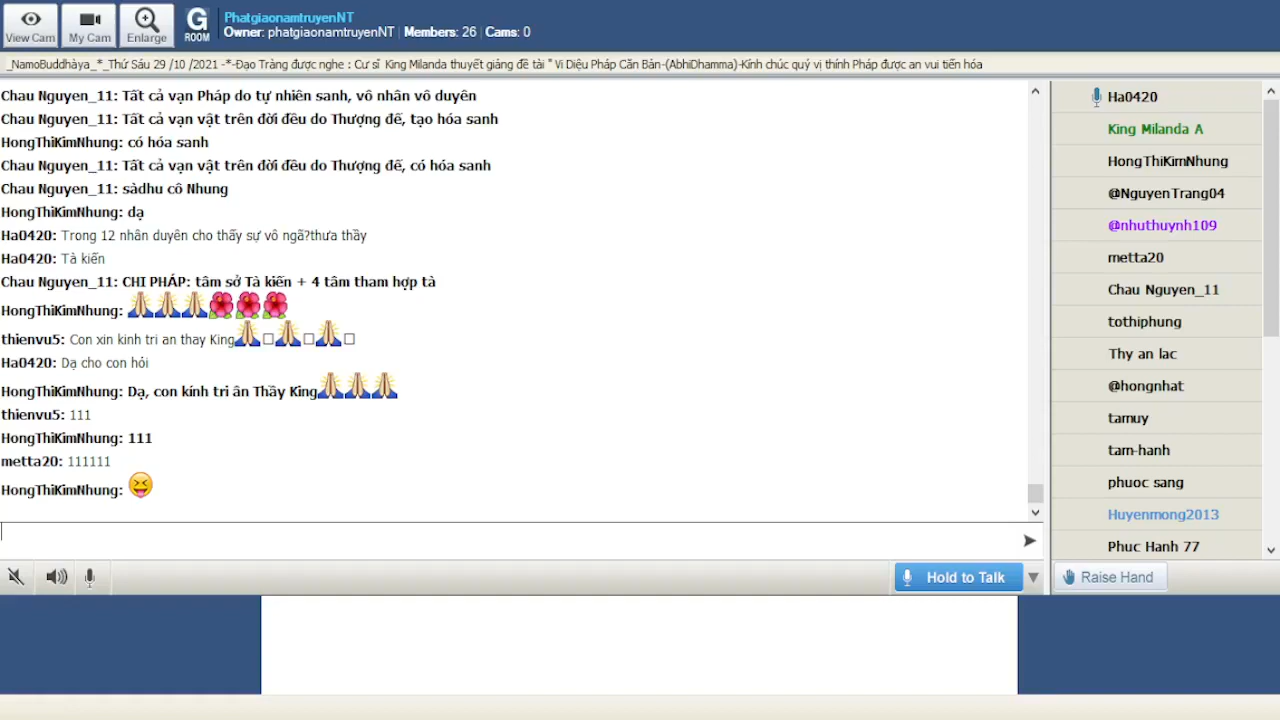 View Cam
My Cam
Enlarge
G
ROOM
PhatgiaonamtruyenNT
Owner: phatgiaonamtruyenNT | Members: 26 | Cams: 0
_NamoBuddhàya_*_Thứ Sáu 29 /10 /2021 -*-Đạo Tràng được nghe : Cư sĩ King Milanda thuyết giảng đề tài " Vi Diệu Pháp Căn Bản-(AbhiDhamma)-Kính chúc quý vị thính Pháp được an vui tiến hóa
Chau Nguyen_11: Tất cả vạn Pháp do tự nhiên sanh, vô nhân vô duyên
Chau Nguyen_11: Tất cả vạn vật trên đời đều do Thượng đế, tạo hóa sanh
HongThiKimNhung: có hóa sanh
Chau Nguyen_11: Tất cả vạn vật trên đời đều do Thượng đế, có hóa sanh
Chau Nguyen_11: sàdhu cô Nhung
HongThiKimNhung: dạ
Ha0420: Trong 12 nhân duyên cho thấy sự vô ngã?thưa thầy
Ha0420: Tà kiến
Chau Nguyen_11: CHI PHÁP: tâm sở Tà kiến + 4 tâm tham hợp tà
HongThiKimNhung: 🙏🙏🙏🌺🌺🌺
thienvu5: Con xin kinh tri an thay King🙏□🙏□🙏□
Ha0420: Dạ cho con hỏi
HongThiKimNhung: Dạ, con kính tri ân Thầy King🙏🙏🙏
thienvu5: 111
HongThiKimNhung: 111
metta20: 111111
HongThiKimNhung: 😝
Hold to Talk
Ha0420
King Milanda A
HongThiKimNhung
@NguyenTrang04
@nhuthuynh109
metta20
Chau Nguyen_11
tothiphung
Thy an lac
@hongnhat
tamuy
tam-hanh
phuoc sang
Huyenmong2013
Phuc Hanh 77
Raise Hand